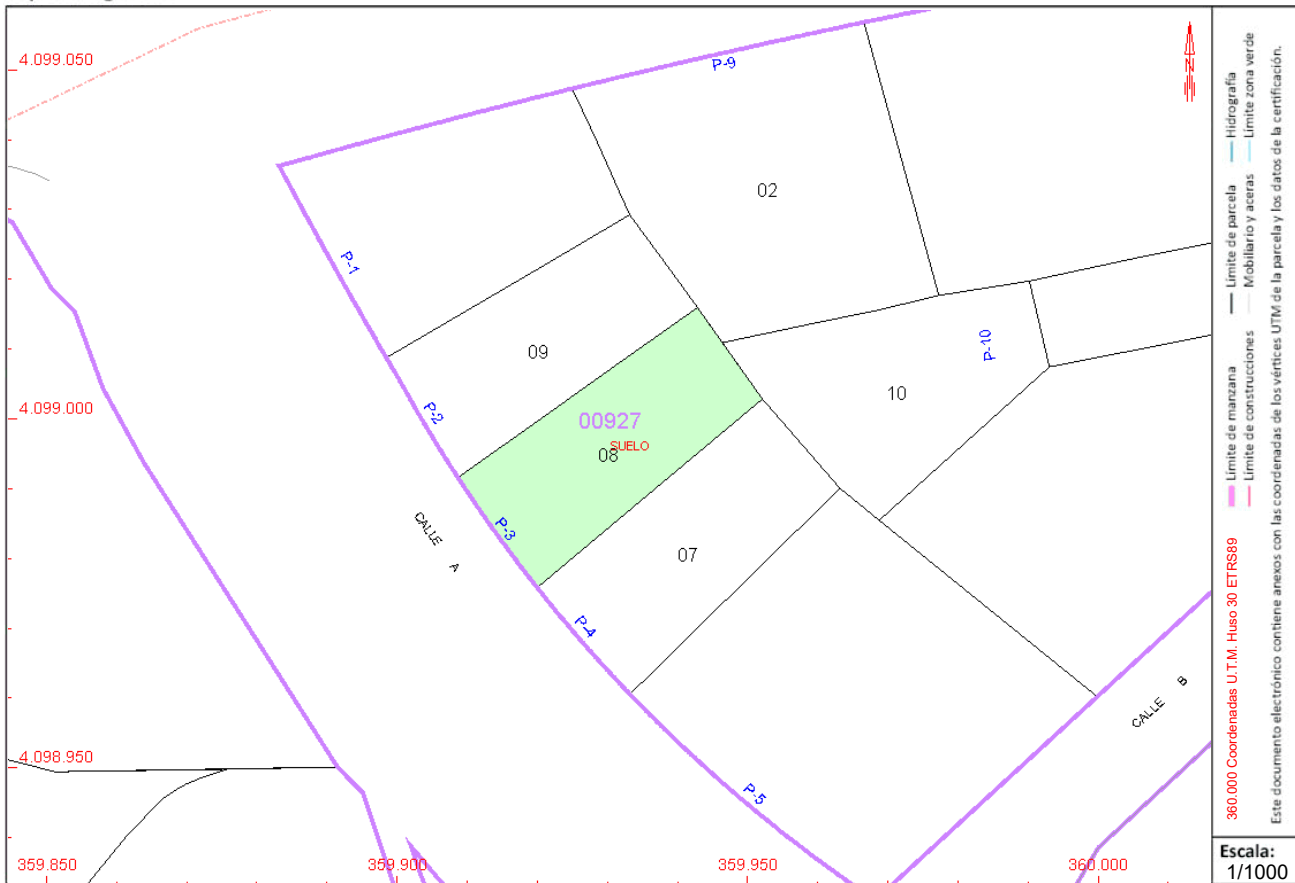 4.099.050
P-9
02
P-1
09
P-10
10
4.099.000
P-2
00927
SUELO
08
P-3
CALLE A
07
P-4
CALLE B
4.098.950
P-5
359.850
359.900
359.950
360.000
N
360.000 Coordenadas U.T.M. Huso 30 ETRS89
Límite de manzana
Límite de parcela
Hidrografía
Límite de construcciones
Mobiliario y aceras
Límite zona verde
Este documento electrónico contiene anexos con las coordenadas de los vértices UTM de la parcela y los datos de la certificación.
Escala:
1/1000